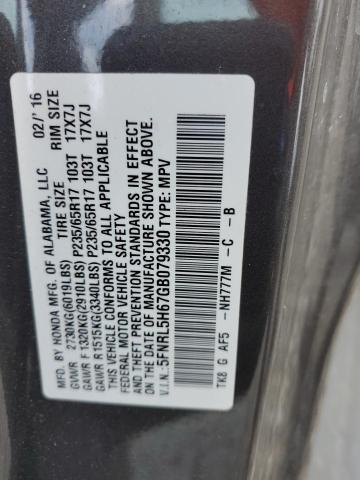 MFD. BY HONDA MFG. OF ALABAMA, LLC 02/' 16
TIRE SIZE RIM SIZE
GVWR 2730KG(6019LBS)
GAWR F 1320KG(2910LBS) P235/65R17 103T 17X7J
GAWR R 1515KG(3340LBS) P235/65R17 103T 17X7J
THIS VEHICLE CONFORMS TO ALL APPLICABLE
FEDERAL MOTOR VEHICLE SAFETY
AND THEFT PREVENTION STANDARDS IN EFFECT
ON THE DATE OF MANUFACTURE SHOWN ABOVE.
V.I.N.: 5FNRL5H67GB079330 TYPE: MPV
TK8 G AF5 -NH777M - C - B